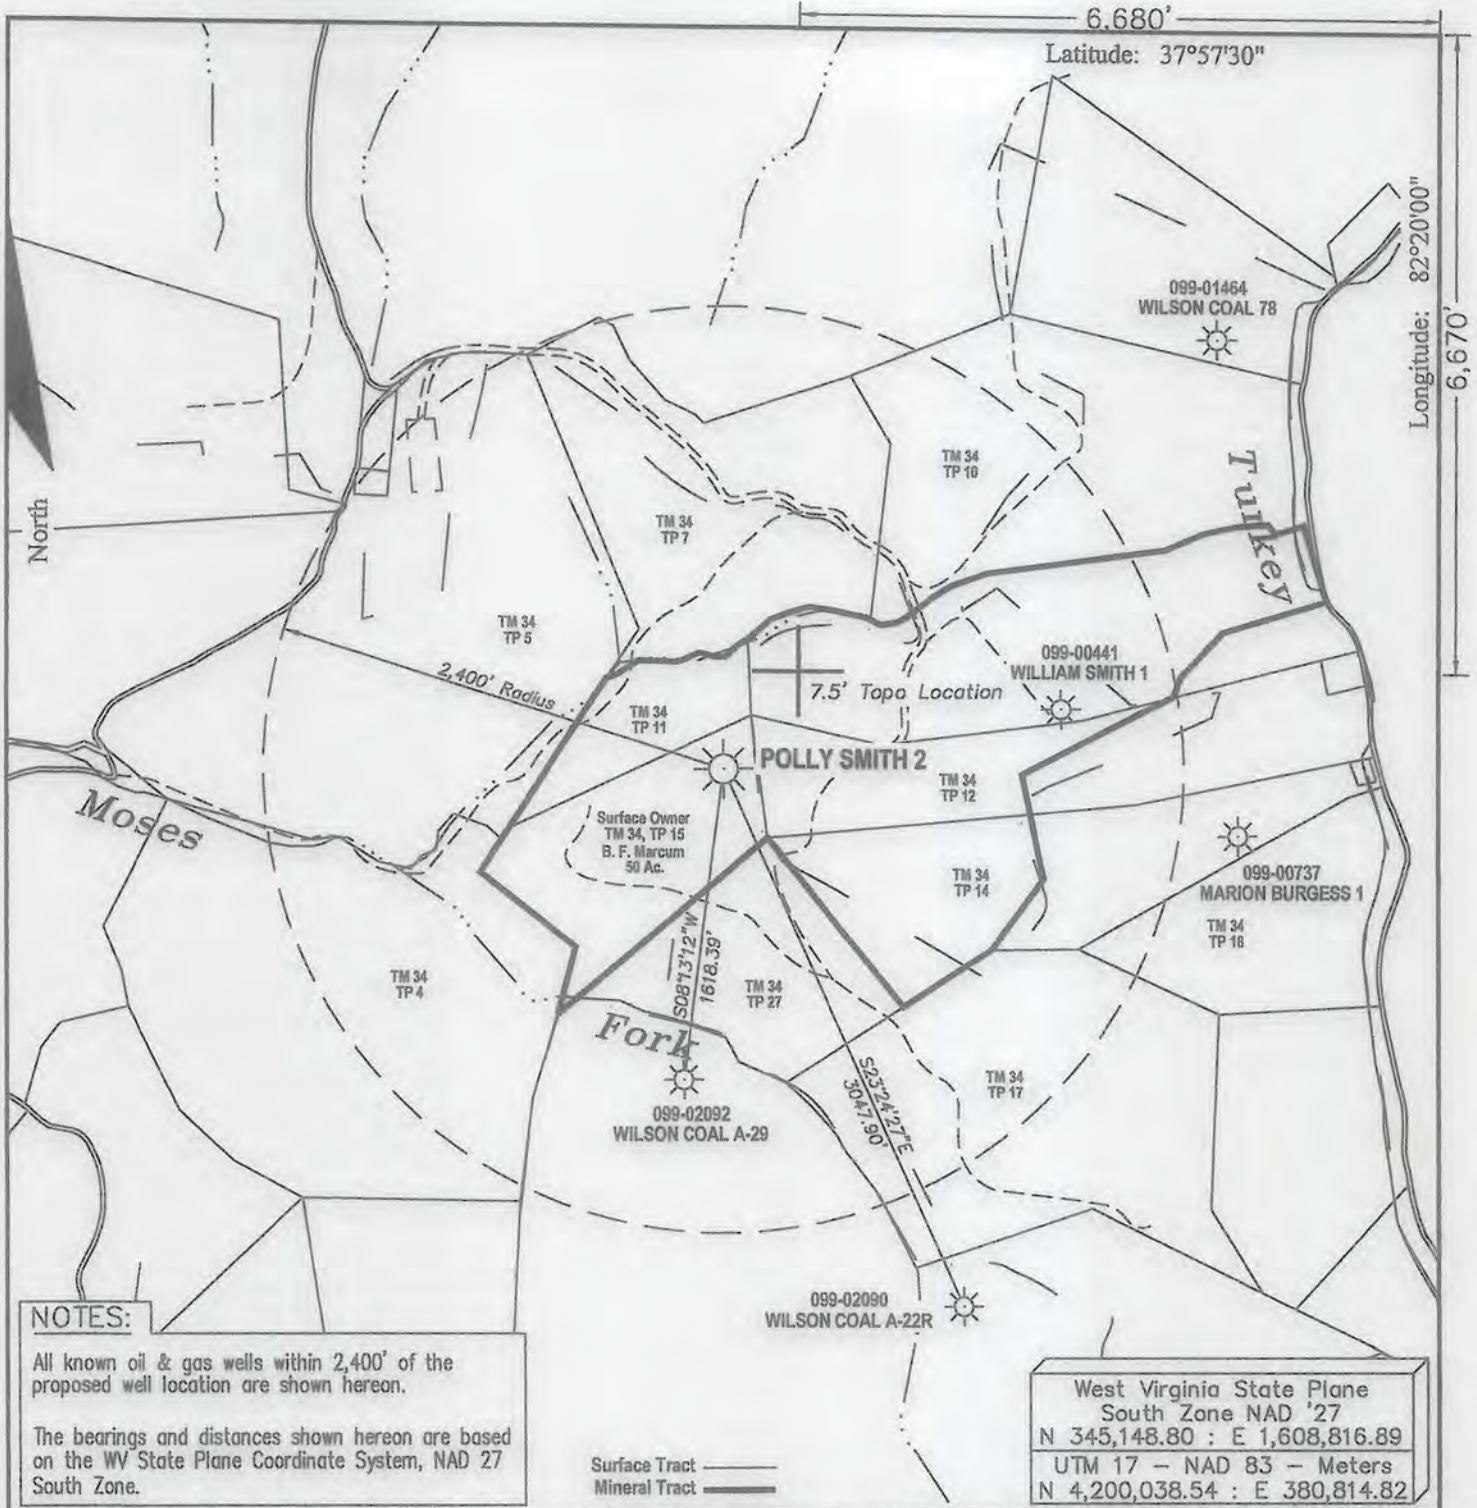 6,680'
Latitude: 37°57'30"
Longitude: 82°20'00"
6,670'
099-01464
WILSON COAL 78
North
TM 34
TP 10
Turkey
TM 34
TP 7
TM 34
TP 5
2,400' Radius
099-00441
WILLIAM SMITH 1
7.5' Topo Location
TM 34
TP 11
POLLY SMITH 2
TM 34
TP 12
Moses
Surface Owner
TM 34, TP 15
B. F. Marcum
50 Ac.
TM 34
TP 14
099-00737
MARION BURGESS 1
TM 34
TP 18
S08°13'12"W
1618.39'
TM 34
TP 4
TM 34
TP 27
Fork
S23°24'27"E
3047.90'
TM 34
TP 17
099-02092
WILSON COAL A-29
099-02090
WILSON COAL A-22R
NOTES:
All known oil & gas wells within 2,400' of the
proposed well location are shown hereon.
The bearings and distances shown hereon are based
on the WV State Plane Coordinate System, NAD 27
South Zone.
Surface Tract
Mineral Tract
West Virginia State Plane
South Zone NAD '27
N 345,148.80 : E 1,608,816.89
UTM 17 - NAD 83 - Meters
N 4,200,038.54 : E 380,814.82